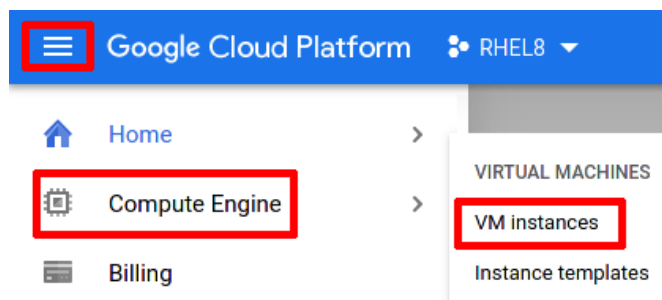 Google Cloud Platform RHEL8
Home
Compute Engine
Billing
VIRTUAL MACHINES
VM instances
Instance templates